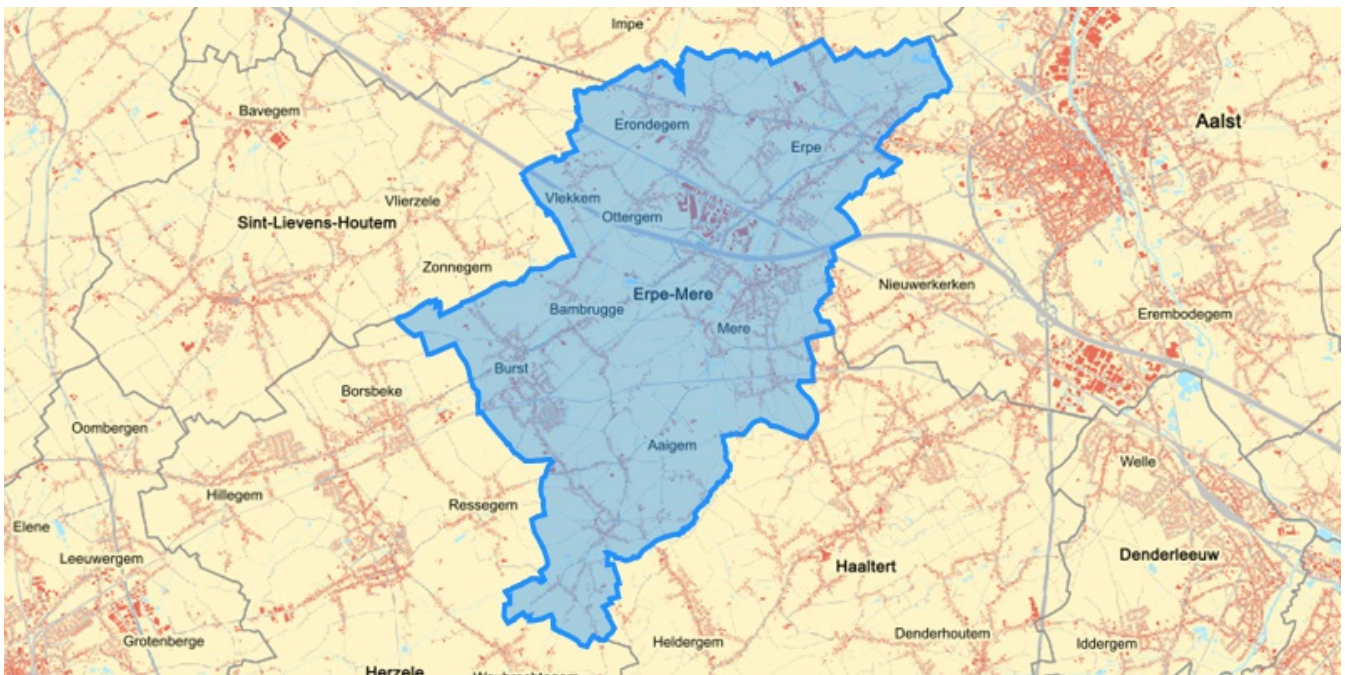 Impe
Bavegem
Erondegem
Aalst
Erpe
Vlierzele
Vlekkem
Ottergem
Sint-Lievens-Houtem
Zonnegem
Nieuwerkerken
Erpe-Mere
Bambrugge
Erembodegem
Mere
Burst
Borsbeke
Oombergen
Aaigem
Welle
Hillegem
Ressegem
Elene
Leeuwergem
Denderleeuw
Haaltert
Grotenberge
Heldergem
Denderhoutem
Iddergem
Herzele